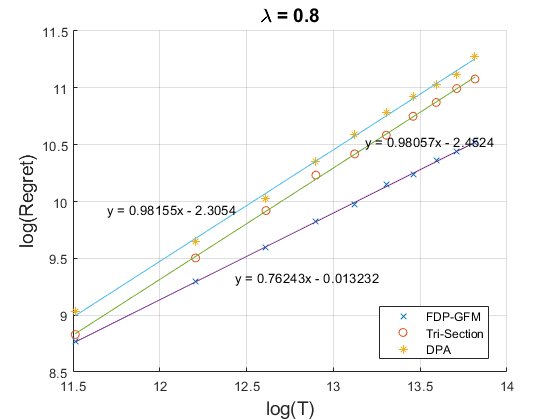 λ = 0.8
11.5
11
10.5
10
9.5
9
8.5
log(Regret)
y = 0.98057x - 2.4524
y = 0.98155x - 2.3054
y = 0.76243x - 0.013232
FDP-GFM
Tri-Section
DPA
11.5 12 12.5 13 13.5 14
log(T)